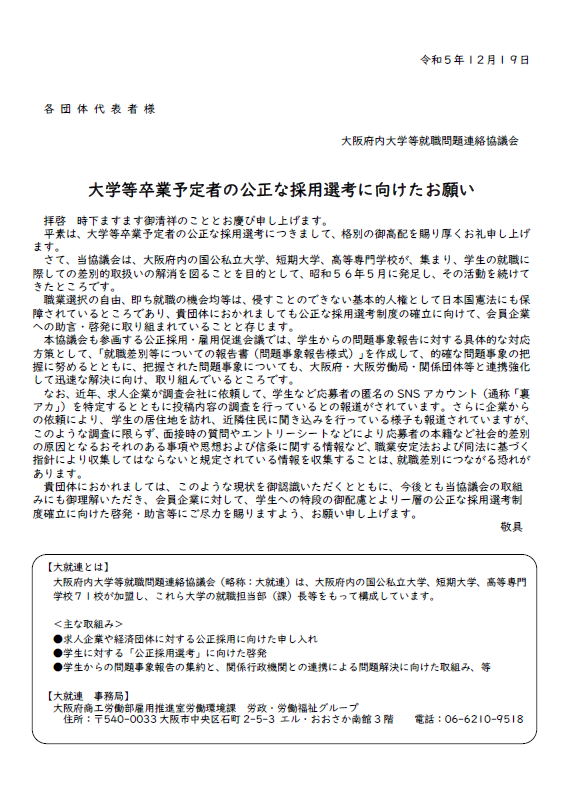 令和５年１２月１９日
各 団 体 代 表 者 様
大阪府内大学等就職問題連絡協議会
大学等卒業予定者の公正な採用選考に向けたお願い
拝啓　時下ますます御清祥のこととお慶び申し上げます。
平素は、大学等卒業予定者の公正な採用選考につきまして、格別の御高配を賜り厚くお礼申し上げ
ます。
さて、当協議会は、大阪府内の国公私立大学、短期大学、高等専門学校が、集まり、学生の就職に
際しての差別的取扱いの解消を図ることを目的として、昭和５６年５月に発足し、その活動を続けて
きたところです。
職業選択の自由、即ち就職の機会均等は、侵すことのできない基本的人権として日本国憲法にも保
障されているところであり、貴団体におかれましても公正な採用選考制度の確立に向けて、会員企業
への助言・啓発に取り組まれていることと存じます。
本協議会も参画する公正採用・雇用促進会議では、学生からの問題事象報告に対する具体的な対応
方策として、「就職差別等についての報告書（問題事象報告様式）」を作成して、的確な問題事象の把
握に努めるとともに、把握された問題事象についても、大阪府・大阪労働局・関係団体等と連携強化
して迅速な解決に向け、取り組んでいるところです。
なお、近年、求人企業が調査会社に依頼して、学生など応募者の匿名の SNS アカウント（通称「裏
アカ」）を特定するとともに投稿内容の調査を行っているとの報道がされています。さらに企業から
の依頼により、学生の居住地を訪れ、近隣住民に聞き込みを行っている様子も報道されていますが、
このような調査に限らず、面接時の質問やエントリーシートなどにより応募者の本籍など社会的差別
の原因となるおそれのある事項や思想および信条に関する情報など、職業安定法および同法に基づく
指針により収集してはならないと規定されている情報を収集することは、就職差別につながる恐れが
あります。
貴団体におかれましては、このような現状を御認識いただくとともに、今後とも当協議会の取組
みにも御理解いただき、会員企業に対して、学生への特段の御配慮とより一層の公正な採用選考制
度確立に向けた啓発・助言等にご尽力を賜りますよう、お願い申し上げます。
敬具
【大就連とは】
大阪府内大学等就職問題連絡協議会（略称：大就連）は、大阪府内の国公私立大学、短期大学、高等専門
学校７１校が加盟し、これら大学の就職担当部（課）長等をもって構成しています。
＜主な取組み＞
●求人企業や経済団体に対する公正採用に向けた申し入れ
●学生に対する「公正採用選考」に向けた啓発
●学生からの問題事象報告の集約と、関係行政機関との連携による問題解決に向けた取組み、等
【大就連　事務局】
大阪府商工労働部雇用推進室労働環境課　労政・労働福祉グループ
住所：〒540-0033 大阪市中央区石町 2-5-3 エル・おおさか南館 3 階　　電話：06-6210-9518